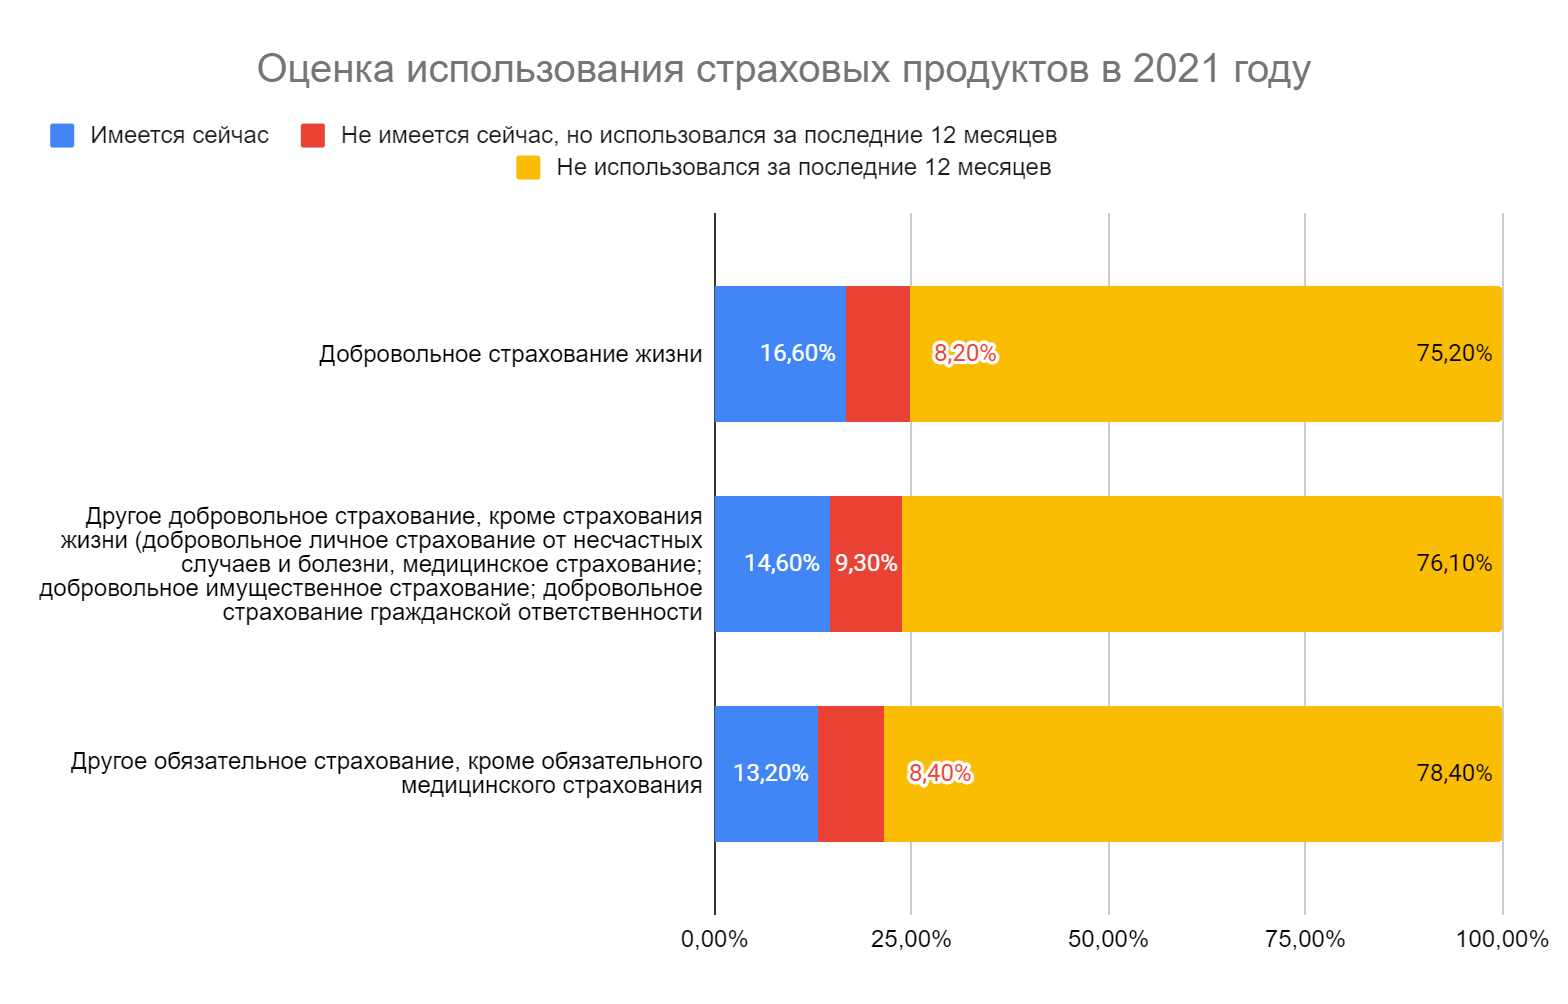 Оценка использования страховых продуктов в 2021 году
Имеется сейчас
Не имеется сейчас, но использовался за последние 12 месяцев
Не использовался за последние 12 месяцев
Добровольное страхование жизни
16,60%
8,20%
75,20%
Другое добровольное страхование, кроме страхования
жизни (добровольное личное страхование от несчастных
случаев и болезни, медицинское страхование;
добровольное имущественное страхование; добровольное
страхование гражданской ответственности
14,60%
9,30%
76,10%
Другое обязательное страхование, кроме обязательного
медицинского страхования
13,20%
8,40%
78,40%
0,00%
25,00%
50,00%
75,00%
100,00%